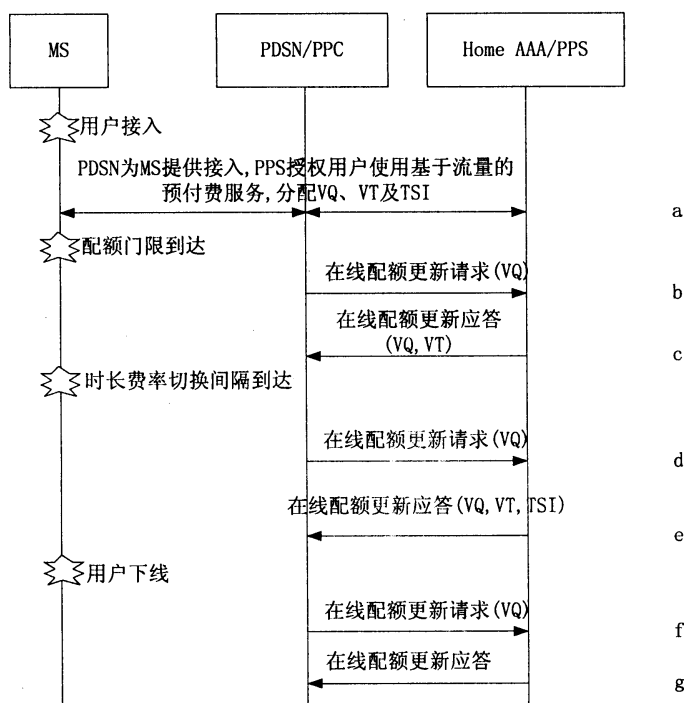 MS
PDSN/PPC
Home AAA/PPS
用户接入
PDSN为MS提供接入,PPS授权用户使用基于流量的
预付费服务,分配VQ、VT及TSI
a
配额门限到达
在线配额更新请求(VQ)
b
在线配额更新应答
(VQ,VT)
c
时长费率切换间隔到达
在线配额更新请求(VQ)
d
在线配额更新应答(VQ,VT,TSI)
e
用户下线
在线配额更新请求(VQ)
f
在线配额更新应答
g